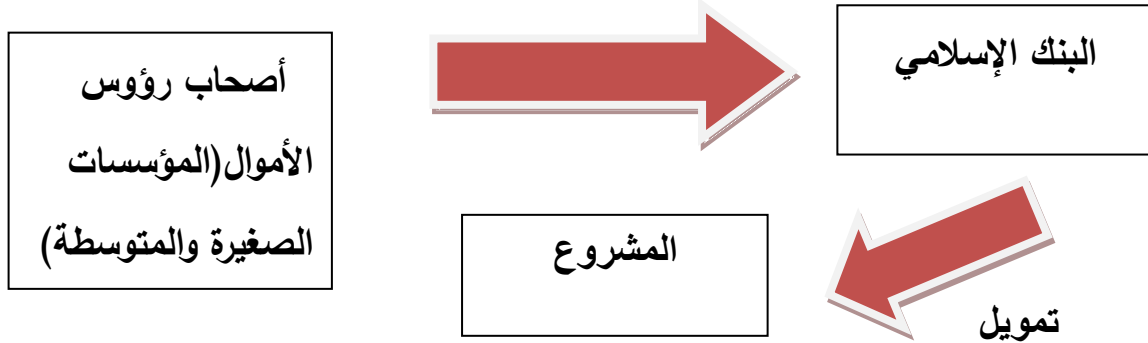 البنك الإسلامي
أصحاب رؤوس
الأموال(المؤسسات
الصغيرة والمتوسطة)
المشروع
تمويل